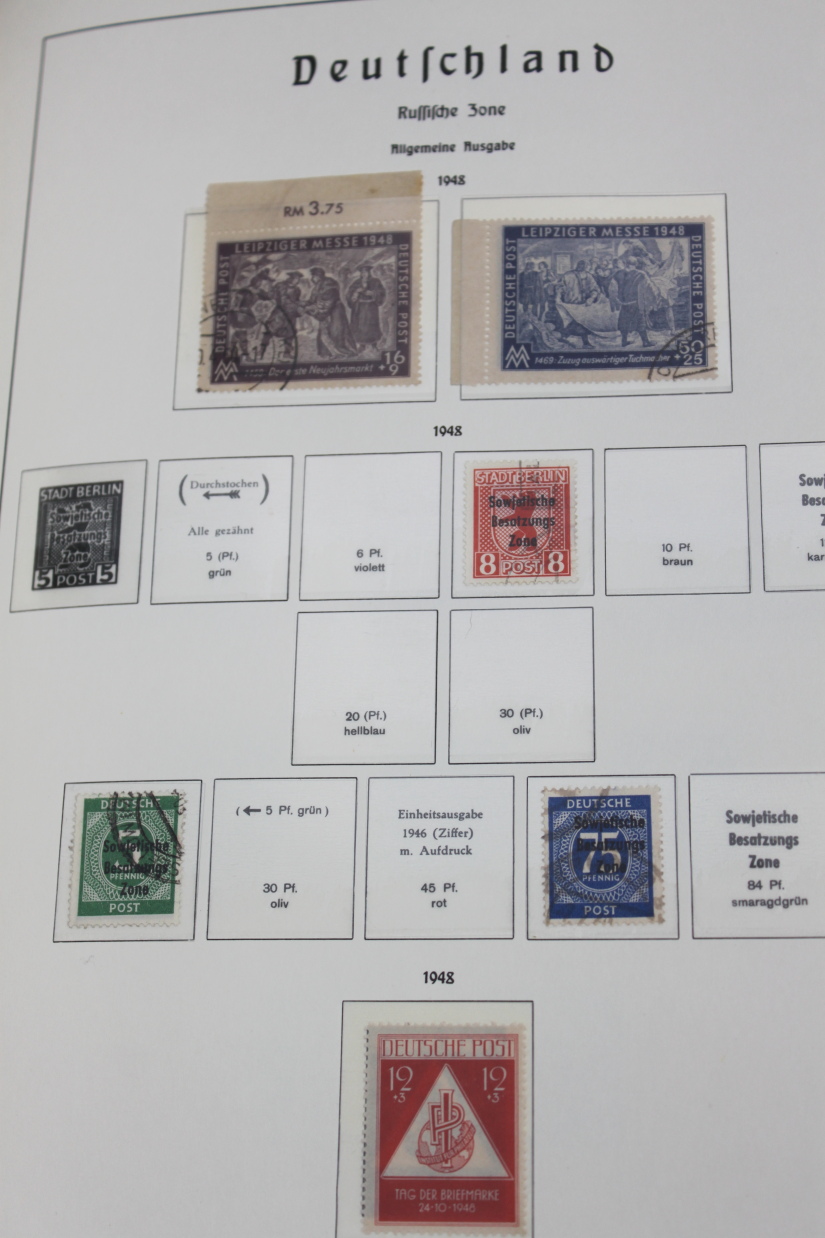 Deutschland
Russische Zone
Allgemeine Ausgabe
1948
RM 3.75
LEIPZIGER MESSE 1948
DEUTSCHE POST
DEUTSCHE POST
Der erste Neujahrsmarkt
16
+9
LEIPZIGER MESSE 1948
DEUTSCHE POST
DEUTSCHE POST
1469: Zuzug auswärtiger
50
+25
1948
STADT BERLIN
Sowjetische
Besatzungs
Zone
5 POST 5
(Durchstochen)
Alle gezähnt
5 (Pf.)
grün
6 Pf.
violett
STADT BERLIN
Sowjetische
Besatzungs
Zone
8 POST 8
10 Pf.
braun
20 (Pf.)
hellblau
30 (Pf.)
oliv
DEUTSCHE
Sowjetische
Besatzungs
PFENNIG
Zone
POST
(← 5 Pf. grün)
30 Pf.
oliv
Einheitsausgabe
1946 (Ziffer)
m. Aufdruck
45 Pf.
rot
DEUTSCHE
Sowjetische
75
Besatzungs
PFENNIG
Zone
POST
Sowjetische
Besatzungs
Zone
84 Pf.
smaragdgrün
1948
DEUTSCHE POST
12 12
+3 +3
TAG DER BRIEFMARKE
24·10·1948